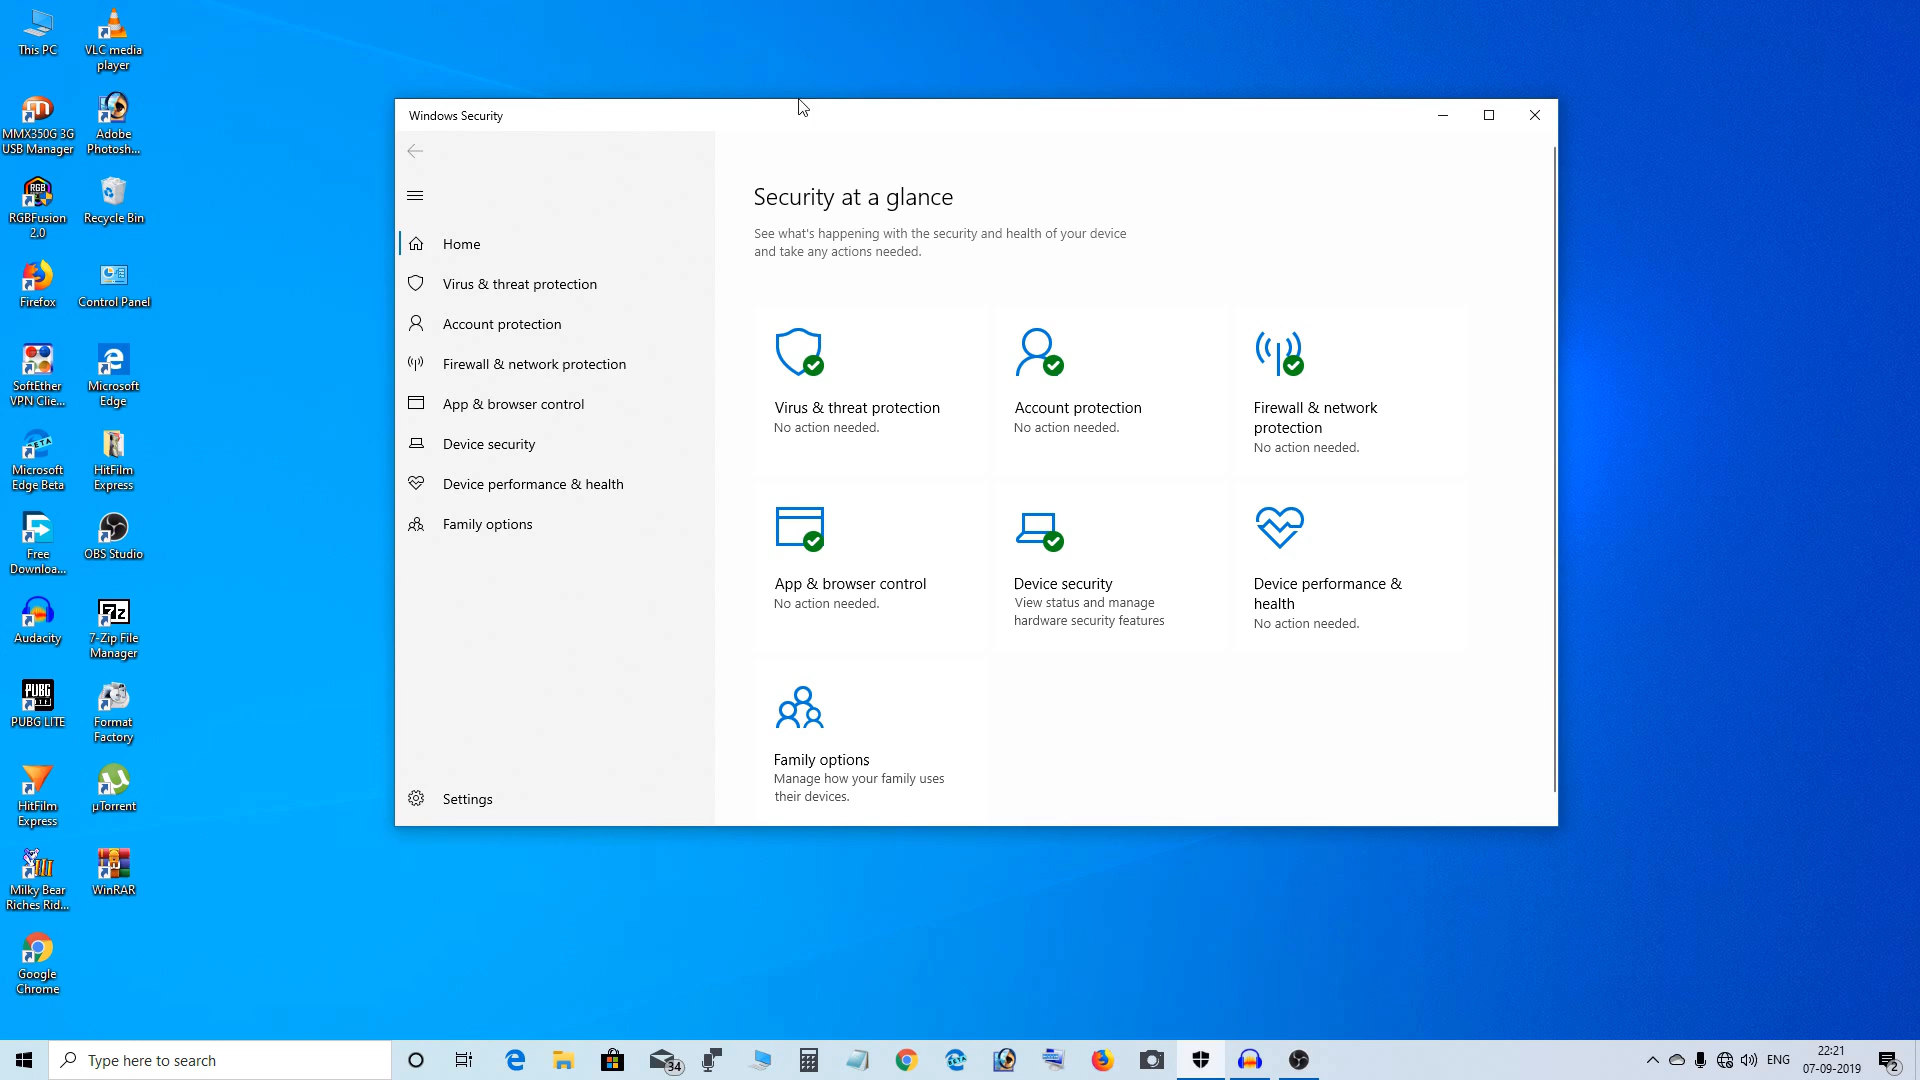 This PC
VLC media
player
MMX350G 3G
USB Manager
Adobe
Photosh...
RGBFusion
2.0
Recycle Bin
Firefox
Control Panel
SoftEther
VPN Clie...
Microsoft
Edge
Microsoft
Edge Beta
HitFilm
Express
Free
Downloa...
OBS Studio
Audacity
7-Zip File
Manager
PUBG LITE
Format
Factory
HitFilm
Express
µTorrent
Milky Bear
Riches Rid...
WinRAR
Google
Chrome
Windows Security
Home
Virus & threat protection
Account protection
Firewall & network protection
App & browser control
Device security
Device performance & health
Family options
Settings
Security at a glance
See what's happening with the security and health of your device
and take any actions needed.
Virus & threat protection
No action needed.
Account protection
No action needed.
Firewall & network
protection
No action needed.
App & browser control
No action needed.
Device security
View status and manage
hardware security features
Device performance &
health
No action needed.
Family options
Manage how your family uses
their devices.
Type here to search
34
ENG
22:21
07-09-2019
2